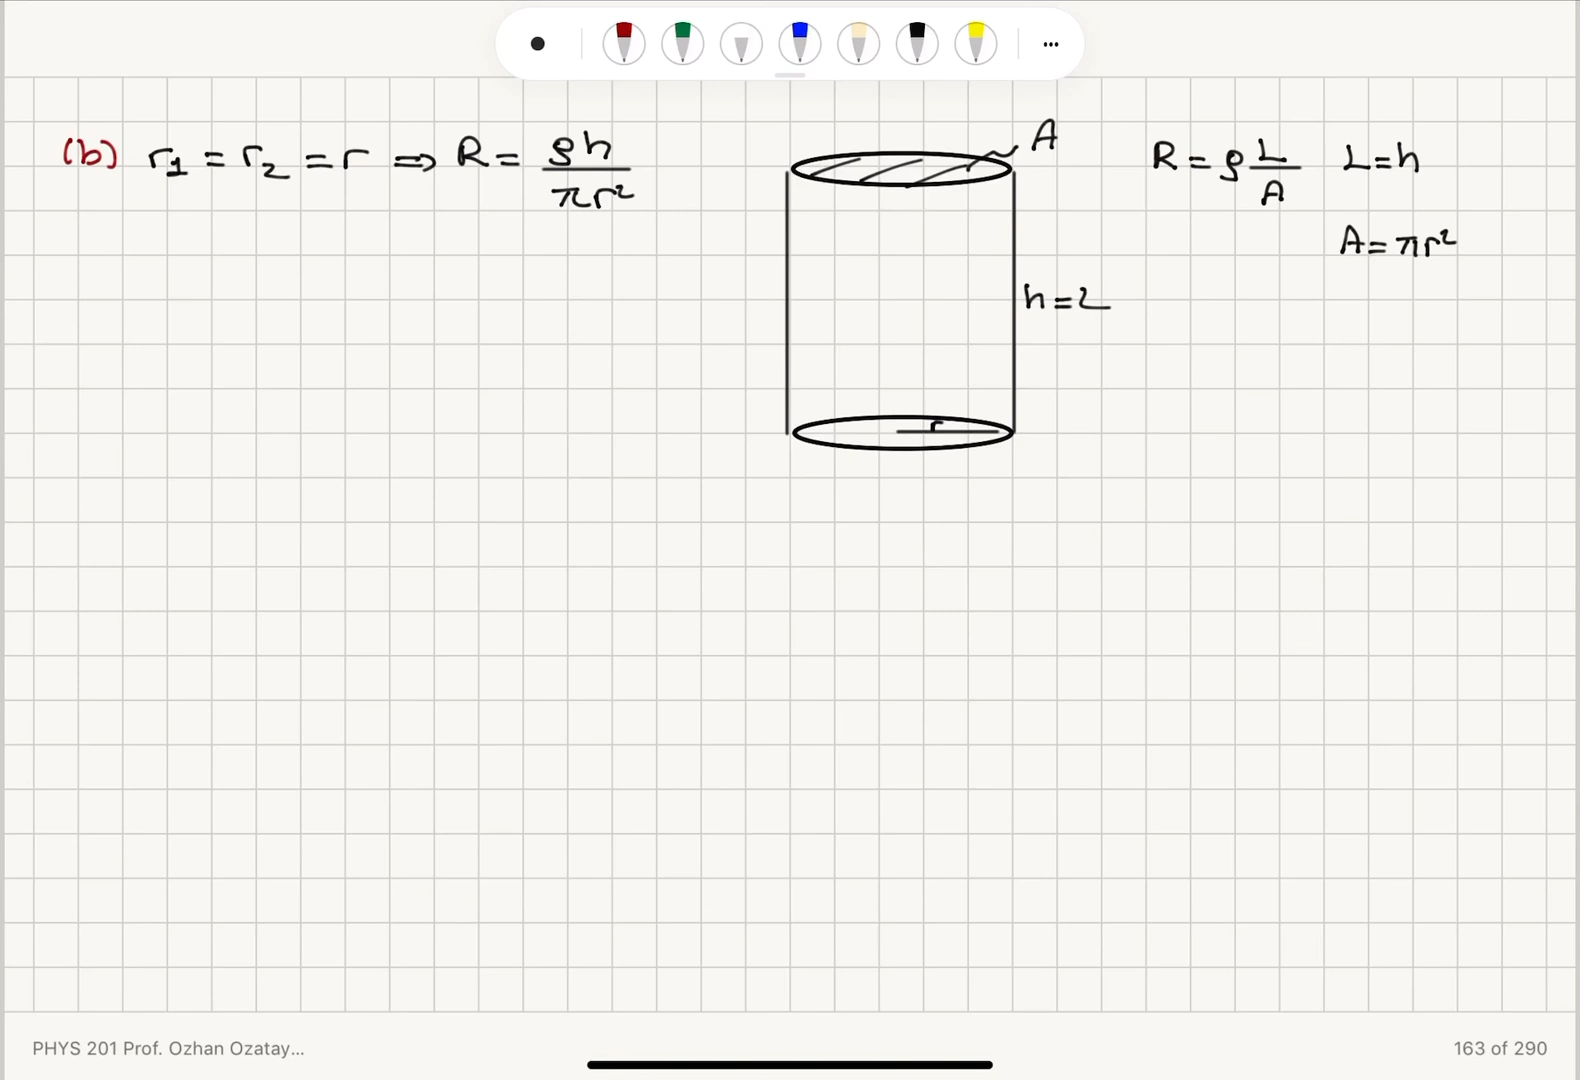 (b) r₁ = r₂ = r ⇒ R = ρh / πr²
A
R = ρ L / A   L = h
A = πr²
h = L
r
PHYS 201 Prof. Ozhan Ozatay...
163 of 290